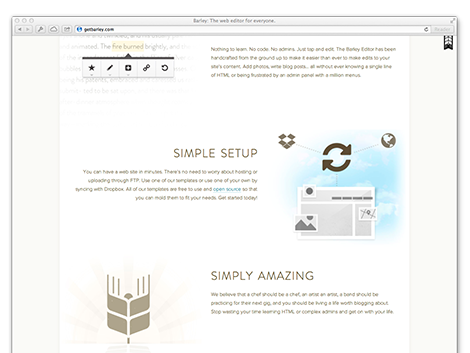 Barley: The web editor for everyone.
getbarley.com
Reader
animated. The fire burned brightly, and
Nothing to learn. No code. No admins. Just tap and edit. The Barley Editor has been
handcrafted from the ground up to make it easier than ever to make edits to your
site's content. Add photos, write blog posts... all without ever knowing a single line
of HTML or being frustrated by an admin panel with a million menus.
SIMPLE SETUP
You can have a web site in minutes. There's no need to worry about hosting or
uploading through FTP. Use one of our templates or use one of your own by
syncing with Dropbox. All of our templates are free to use and open source so that
you can mold them to fit your needs. Get started today!
SIMPLY AMAZING
We believe that a chef should be a chef, an artist an artist, a band should be
practicing for their next gig, and you should be living a life worth blogging about.
Stop wasting your time learning HTML or complex admins and get on with your life.